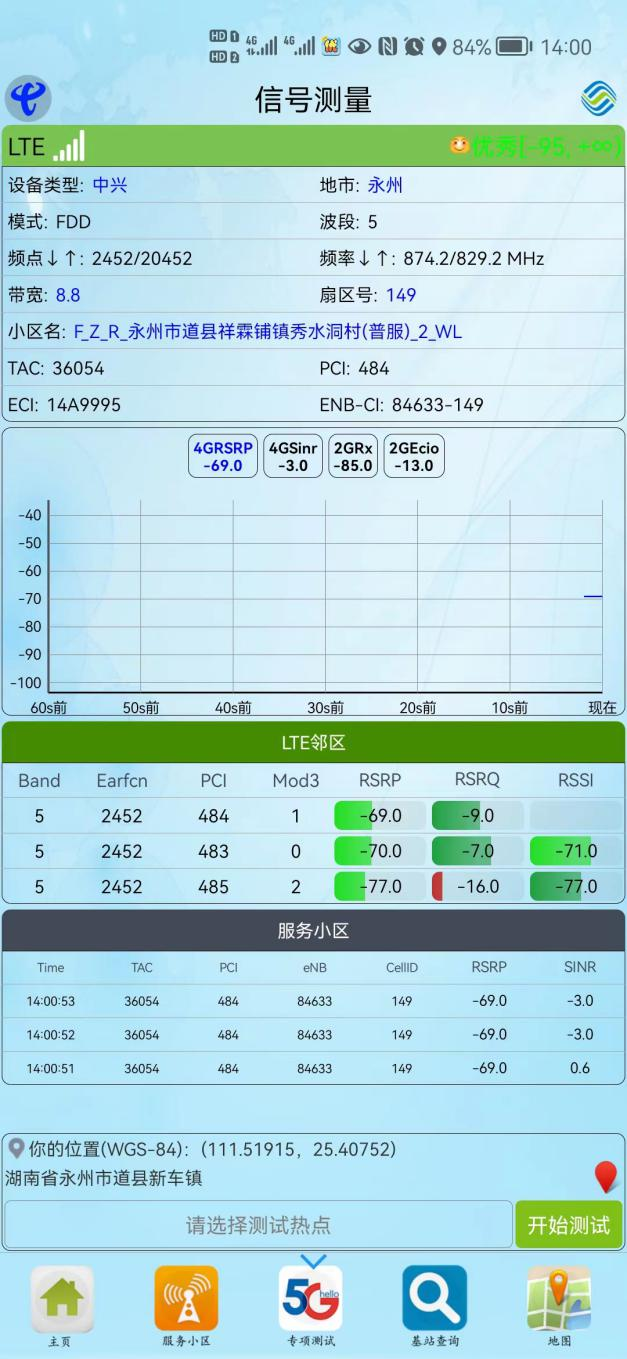 HD 1 4G 4G 84% 14:00
HD 2
信号测量
LTE 优秀[-95, +∞)
设备类型: 中兴 地市: 永州
模式: FDD 波段: 5
频点↓↑: 2452/20452 频率↓↑: 874.2/829.2 MHz
带宽: 8.8 扇区号: 149
小区名: F_Z_R_永州市道县祥霖铺镇秀水洞村(普服)_2_WL
TAC: 36054 PCI: 484
ECI: 14A9995 ENB-CI: 84633-149
4GRSRP 4GSinr 2GRx 2GEcio
-69.0 -3.0 -85.0 -13.0
-40
-50
-60
-70
-80
-90
-100
60s前 50s前 40s前 30s前 20s前 10s前 现在
LTE邻区
Band Earfcn PCI Mod3 RSRP RSRQ RSSI
5 2452 484 1 -69.0 -9.0
5 2452 483 0 -70.0 -7.0 -71.0
5 2452 485 2 -77.0 -16.0 -77.0
服务小区
Time TAC PCI eNB CellID RSRP SINR
14:00:53 36054 484 84633 149 -69.0 -3.0
14:00:52 36054 484 84633 149 -69.0 -3.0
14:00:51 36054 484 84633 149 -69.0 0.6
你的位置(WGS-84):(111.51915，25.40752)
湖南省永州市道县新车镇
请选择测试热点 开始测试
5G hello
主页 服务小区 专项测试 基站查询 地图